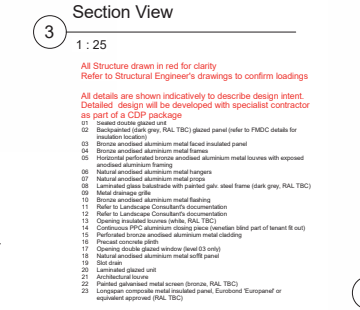 Section View
3
1 : 25
All Structure drawn in red for clarity
Refer to Structural Engineer's drawings to confirm loadings
All details are shown indicatively to describe design intent.
Detailed design will be developed with specialist contractor
as part of a CDP package
01 Sealed double glazed unit
02 Backpainted (dark grey, RAL TBC) glazed panel (refer to FMDC details for
insulation location)
03 Bronze anodised aluminium metal faced insulated panel
04 Bronze anodised aluminium metal frames
05 Horizontal perforated bronze anodised aluminium metal louvres with exposed
anodised aluminium framing
06 Natural anodised aluminium metal hangers
07 Natural anodised aluminium metal props
08 Laminated glass balustrade with painted galv. steel frame (dark grey, RAL TBC)
09 Metal drainage grille
10 Bronze anodised aluminium metal flashing
11 Refer to Landscape Consultant's documentation
12 Refer to Landscape Consultant's documentation
13 Opening insulated louvres (white, RAL TBC)
14 Continuous PPC aluminium closing piece (venetian blind part of tenant fit out)
15 Perforated bronze anodised aluminium metal cladding
16 Precast concrete plinth
17 Opening double glazed window (level 03 only)
18 Natural anodised aluminium metal soffit panel
19 Slot drain
20 Laminated glazed unit
21 Architectural louvre
22 Painted galvanised metal screen (bronze, RAL TBC)
23 Longspan composite metal insulated panel, Eurobond 'Europanel' or
equivalent approved (RAL TBC)